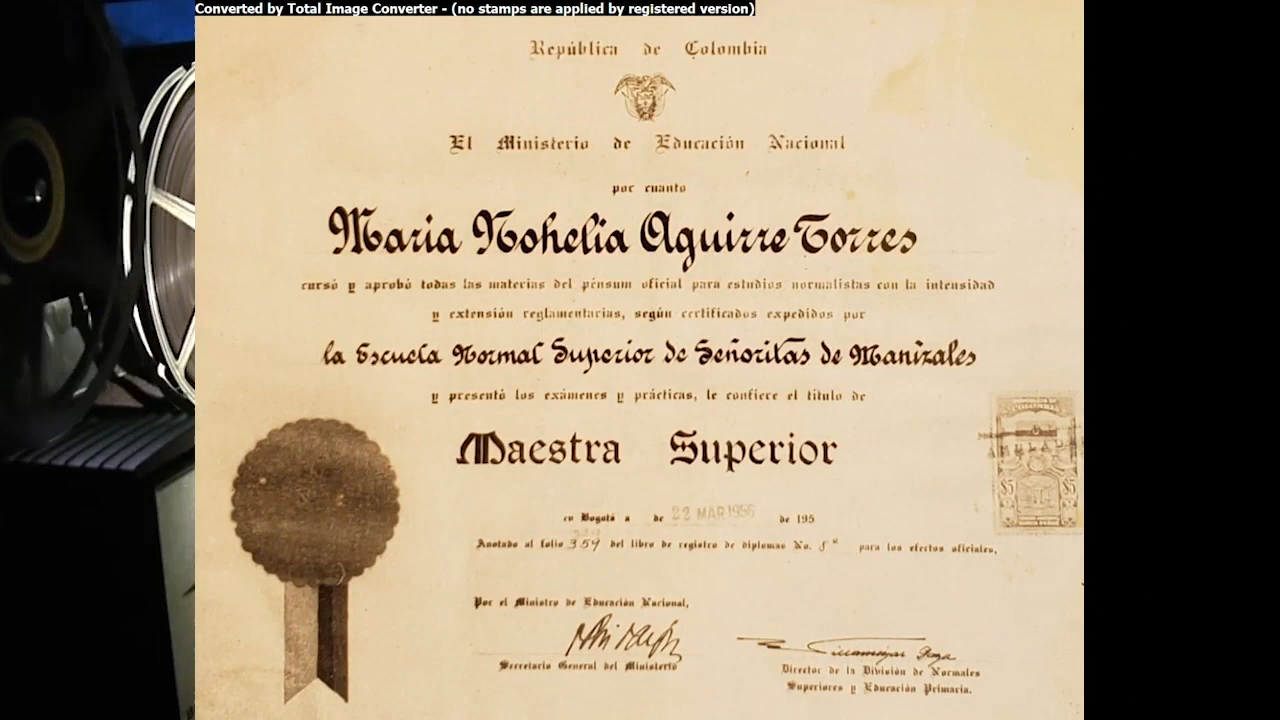 Converted by Total Image Converter - (no stamps are applied by registered version)
República de Colombia
El Ministerio de Educación Nacional
por cuanto
Maria Nohelia Aguirre Torres
cursó y aprobó todas las materias del pénsum oficial para estudios normalistas con la intensidad
y extensión reglamentarias, según certificados expedidos por
la Escuela Normal Superior de Señoritas de Manizales
y presentó los exámenes y prácticas, le confiere el título de
Maestra Superior
en Bogotá a de 22 MAR 1956 de 195
Anotado al folio 359 del libro de registro de diplomas No. 8º para los efectos oficiales.
Por el Ministro de Educación Nacional,
Secretario General del Ministerio
Director de la División de Normales
Superiores y Educación Primaria.
COLOMBIA
$5 $5